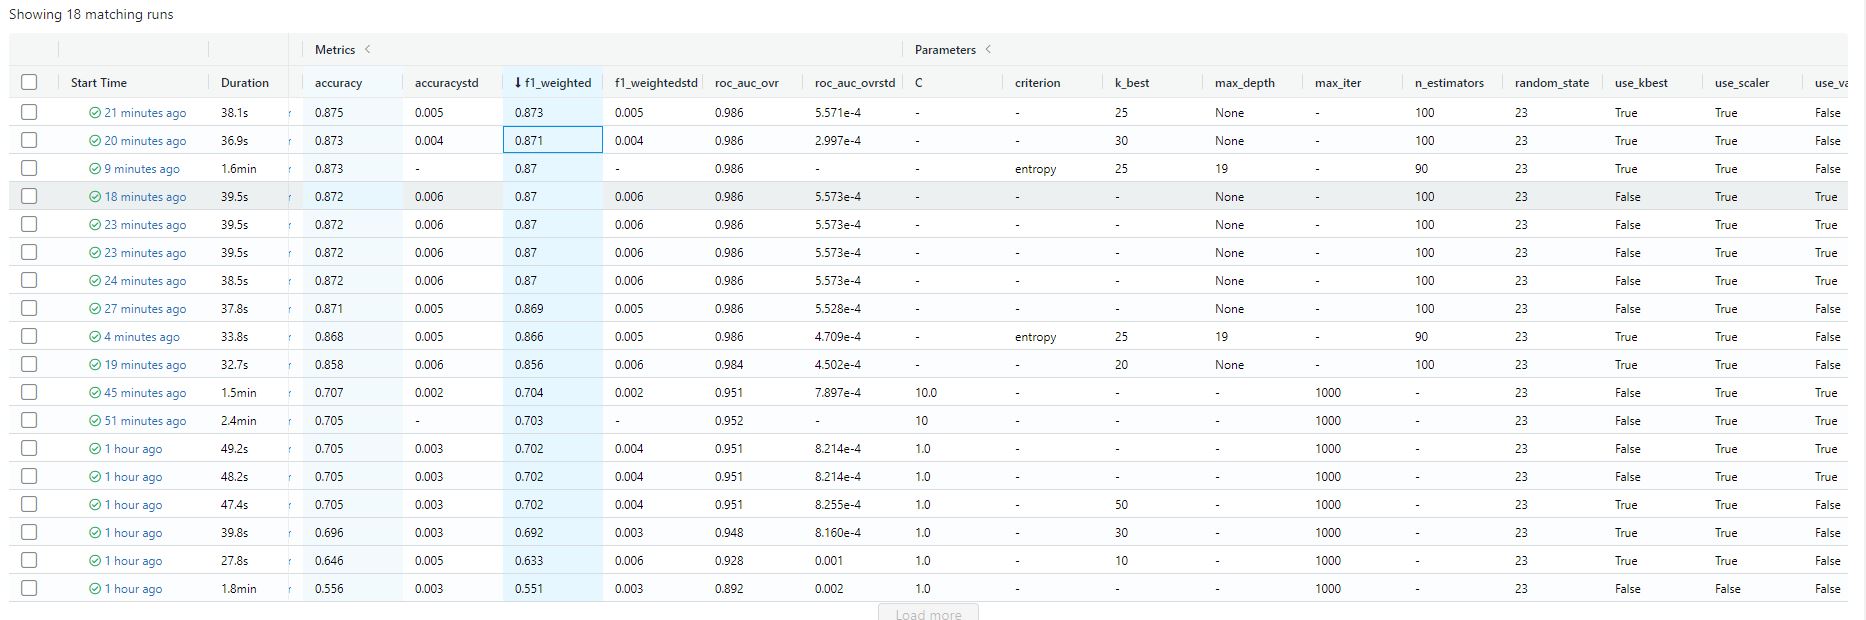 Showing 18 matching runs
Metrics < Parameters <
Start Time Duration accuracy accuracystd ↓ f1_weighted f1_weightedstd roc_auc_ovr roc_auc_ovrstd C criterion k_best max_depth max_iter n_estimators random_state use_kbest use_scaler use_va
21 minutes ago 38.1s 0.875 0.005 0.873 0.005 0.986 5.571e-4 - - 25 None - 100 23 True True False
20 minutes ago 36.9s 0.873 0.004 0.871 0.004 0.986 2.997e-4 - - 30 None - 100 23 True True False
9 minutes ago 1.6min 0.873 - 0.87 - 0.986 - - entropy 25 19 - 90 23 True True False
18 minutes ago 39.5s 0.872 0.006 0.87 0.006 0.986 5.573e-4 - - - None - 100 23 False True True
23 minutes ago 39.5s 0.872 0.006 0.87 0.006 0.986 5.573e-4 - - - None - 100 23 False True True
23 minutes ago 39.5s 0.872 0.006 0.87 0.006 0.986 5.573e-4 - - - None - 100 23 False True True
24 minutes ago 38.5s 0.872 0.006 0.87 0.006 0.986 5.573e-4 - - - None - 100 23 False True True
27 minutes ago 37.8s 0.871 0.005 0.869 0.005 0.986 5.528e-4 - - - None - 100 23 False True False
4 minutes ago 33.8s 0.868 0.005 0.866 0.005 0.986 4.709e-4 - entropy 25 19 - 90 23 True True False
19 minutes ago 32.7s 0.858 0.006 0.856 0.006 0.984 4.502e-4 - - 20 None - 100 23 True True False
45 minutes ago 1.5min 0.707 0.002 0.704 0.002 0.951 7.897e-4 10.0 - - - 1000 - 23 False True True
51 minutes ago 2.4min 0.705 - 0.703 - 0.952 - 10 - - - 1000 - 23 False True True
1 hour ago 49.2s 0.705 0.003 0.702 0.004 0.951 8.214e-4 1.0 - - - 1000 - 23 False True True
1 hour ago 48.2s 0.705 0.003 0.702 0.004 0.951 8.214e-4 1.0 - - - 1000 - 23 False True True
1 hour ago 47.4s 0.705 0.003 0.702 0.004 0.951 8.255e-4 1.0 - 50 - 1000 - 23 True True False
1 hour ago 39.8s 0.696 0.003 0.692 0.003 0.948 8.160e-4 1.0 - 30 - 1000 - 23 True True False
1 hour ago 27.8s 0.646 0.005 0.633 0.006 0.928 0.001 1.0 - 10 - 1000 - 23 True True False
1 hour ago 1.8min 0.556 0.003 0.551 0.003 0.892 0.002 1.0 - - - 1000 - 23 False False False
Load more